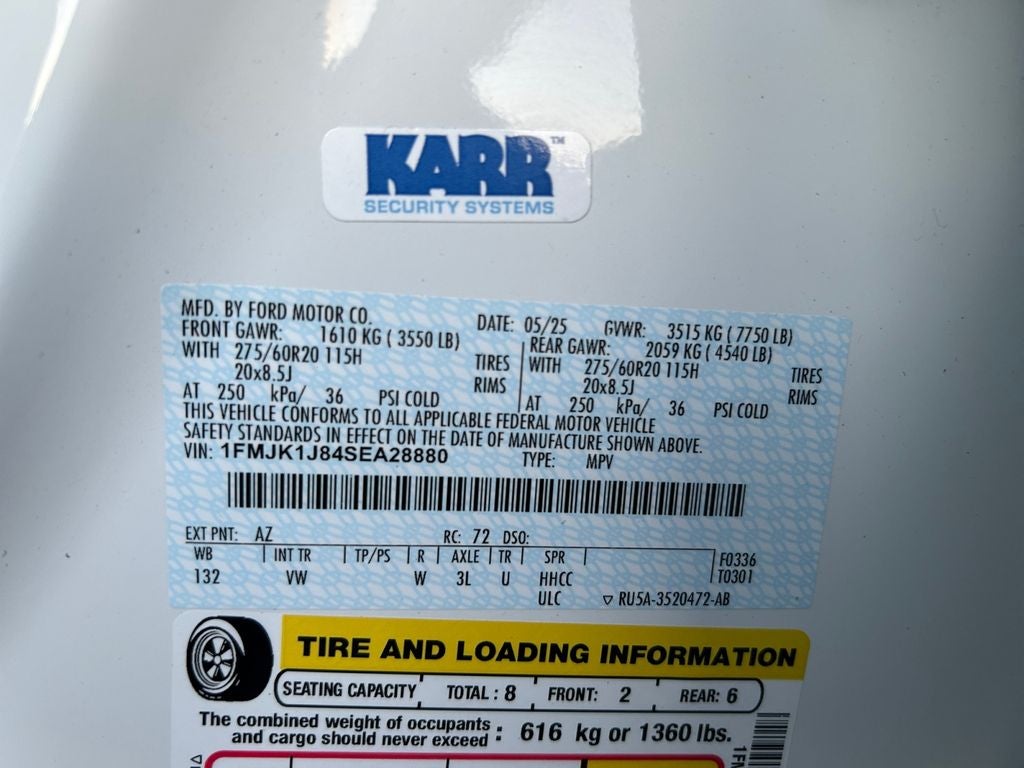 KARR™
SECURITY SYSTEMS
MFD. BY FORD MOTOR CO. DATE: 05/25 GVWR: 3515 KG ( 7750 LB)
FRONT GAWR: 1610 KG ( 3550 LB) REAR GAWR: 2059 KG ( 4540 LB)
WITH 275/60R20 115H TIRES WITH 275/60R20 115H TIRES
20x8.5J RIMS 20x8.5J RIMS
AT 250 kPa/ 36 PSI COLD AT 250 kPa/ 36 PSI COLD
THIS VEHICLE CONFORMS TO ALL APPLICABLE FEDERAL MOTOR VEHICLE
SAFETY STANDARDS IN EFFECT ON THE DATE OF MANUFACTURE SHOWN ABOVE.
VIN: 1FMJK1J84SEA28880 TYPE: MPV
EXT PNT: AZ RC: 72 DSO:
WB INT TR TP/PS R AXLE TR SPR F0336
132 VW W 3L U HHCC T0301
ULC ▽ RU5A-3520472-AB
TIRE AND LOADING INFORMATION
SEATING CAPACITY TOTAL : 8 FRONT: 2 REAR: 6
The combined weight of occupants
and cargo should never exceed : 616 kg or 1360 lbs.